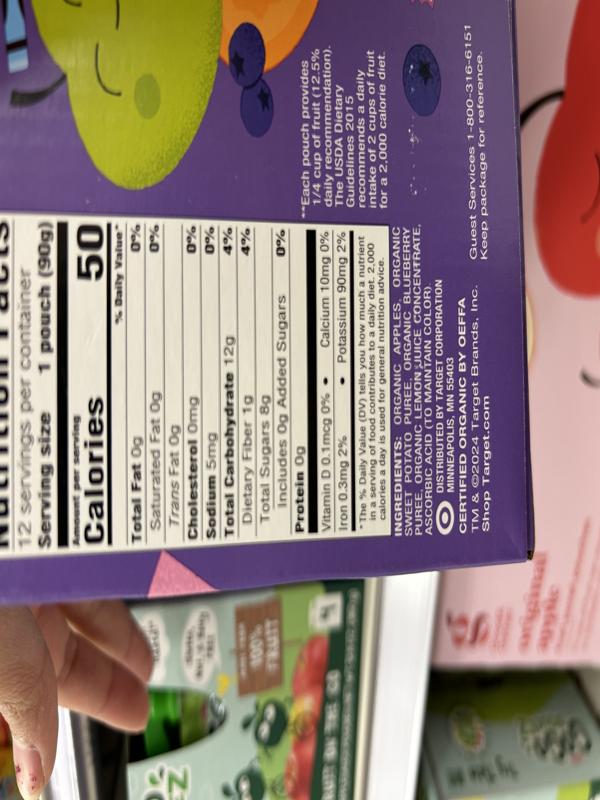 Nutrition Facts
12 servings per container
Serving size 1 pouch (90g)
Amount per serving
Calories 50
% Daily Value*
Total Fat 0g 0%
Saturated Fat 0g 0%
Trans Fat 0g
Cholesterol 0mg 0%
Sodium 5mg 0%
Total Carbohydrate 12g 4%
Dietary Fiber 1g 4%
Total Sugars 8g
Includes 0g Added Sugars 0%
Protein 0g
Vitamin D 0.1mcg 0% • Calcium 10mg 0%
Iron 0.3mg 2% • Potassium 90mg 2%
*The % Daily Value (DV) tells you how much a nutrient
in a serving of food contributes to a daily diet. 2,000
calories a day is used for general nutrition advice.
INGREDIENTS: ORGANIC APPLES, ORGANIC
SWEET POTATO PUREE, ORGANIC BLUEBERRY
PUREE, ORGANIC LEMON JUICE CONCENTRATE,
ASCORBIC ACID (TO MAINTAIN COLOR).
DISTRIBUTED BY TARGET CORPORATION
MINNEAPOLIS, MN 55403
CERTIFIED ORGANIC BY OEFFA
TM & ©2024 Target Brands, Inc.
Shop Target.com
**Each pouch provides
1/4 cup of fruit (12.5%
daily recommendation).
The USDA Dietary
Guidelines 2015
recommends a daily
intake of 2 cups of fruit
for a 2,000 calorie diet.
Guest Services 1-800-316-6151
Keep package for reference.
100%
FRUIT
g
original
apple